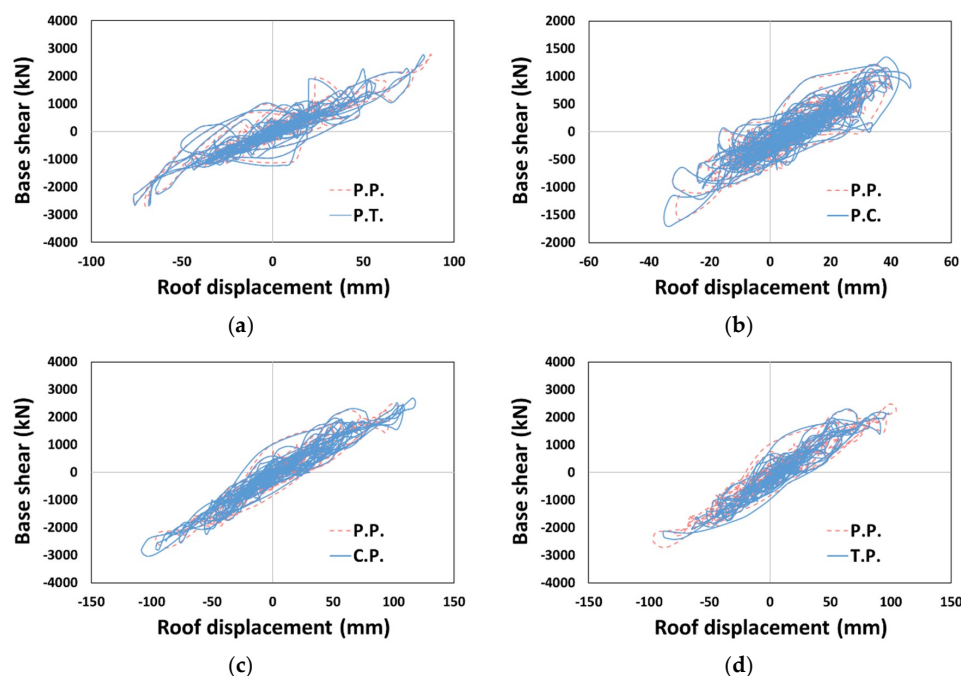 4000
3000
2000
1000
0
-1000
-2000
-3000
-4000
Base shear (kN)
P.P.
P.T.
-100 -50 0 50 100
Roof displacement (mm)
(a)
2000
1500
1000
500
0
-500
-1000
-1500
-2000
Base shear (kN)
P.P.
P.C.
-60 -40 -20 0 20 40 60
Roof displacement (mm)
(b)
4000
3000
2000
1000
0
-1000
-2000
-3000
-4000
Base shear (kN)
P.P.
C.P.
-150 -100 -50 0 50 100 150
Roof displacement (mm)
(c)
4000
3000
2000
1000
0
-1000
-2000
-3000
-4000
Base shear (kN)
P.P.
T.P.
-150 -100 -50 0 50 100 150
Roof displacement (mm)
(d)